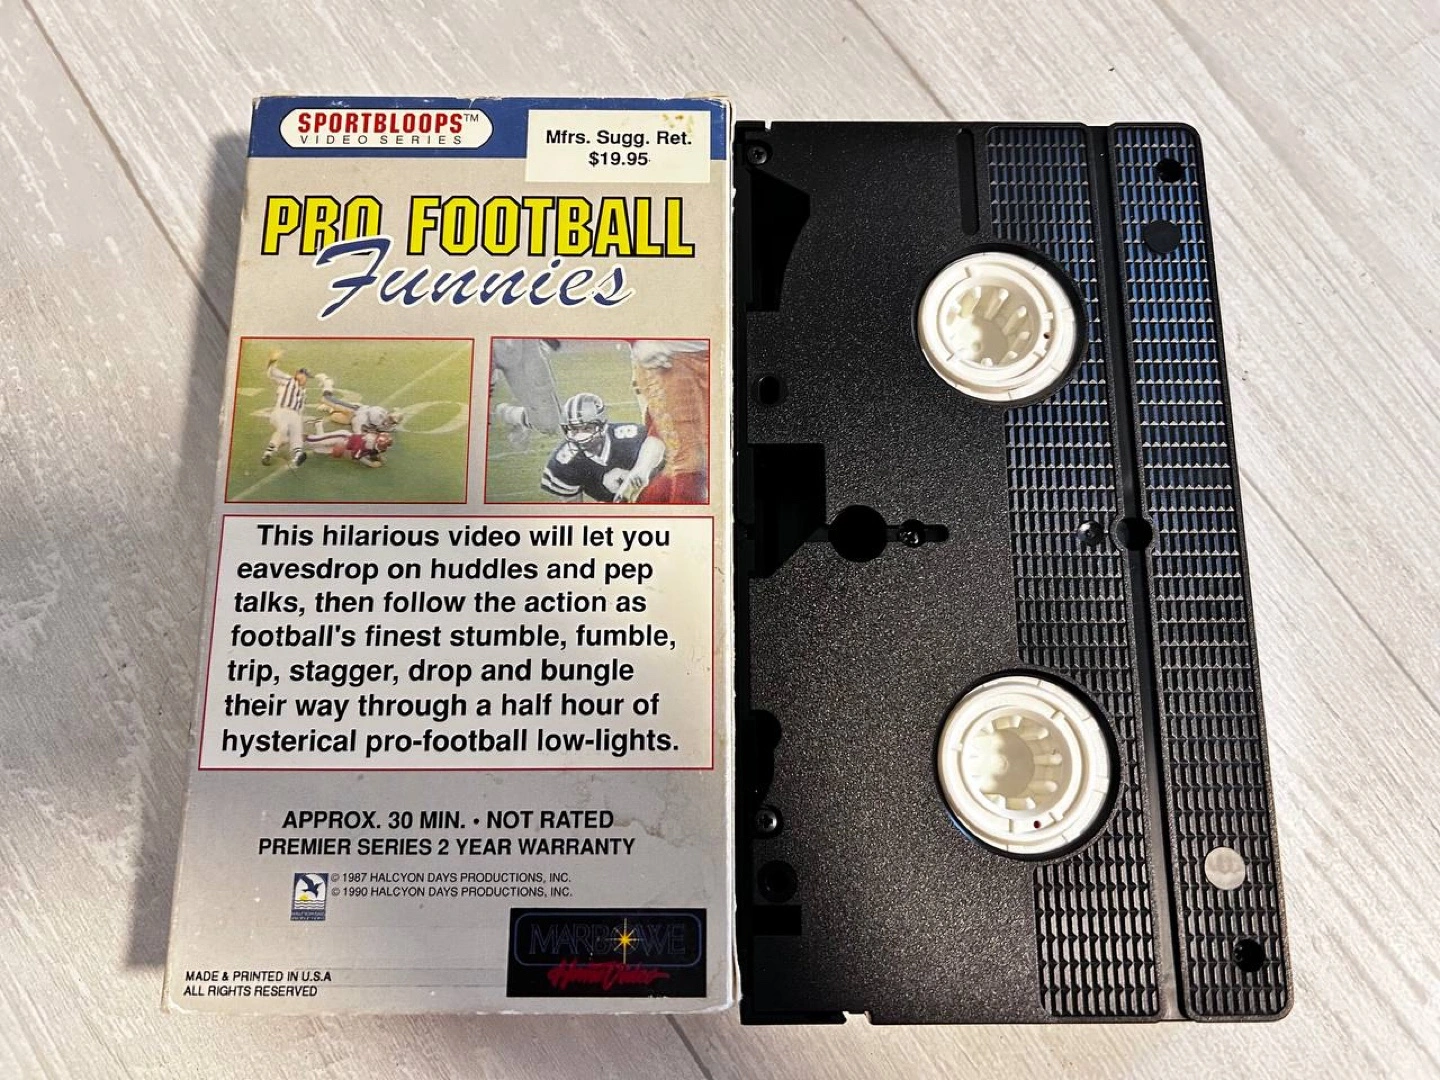 SPORTBLOOPS™
VIDEO SERIES
Mfrs. Sugg. Ret.
$19.95
PRO FOOTBALL
Funnies
8
This hilarious video will let you
eavesdrop on huddles and pep
talks, then follow the action as
football's finest stumble, fumble,
trip, stagger, drop and bungle
their way through a half hour of
hysterical pro-football low-lights.
APPROX. 30 MIN. • NOT RATED
PREMIER SERIES 2 YEAR WARRANTY
© 1987 HALCYON DAYS PRODUCTIONS, INC.
© 1990 HALCYON DAYS PRODUCTIONS, INC.
Home Video
MADE & PRINTED IN U.S.A
ALL RIGHTS RESERVED